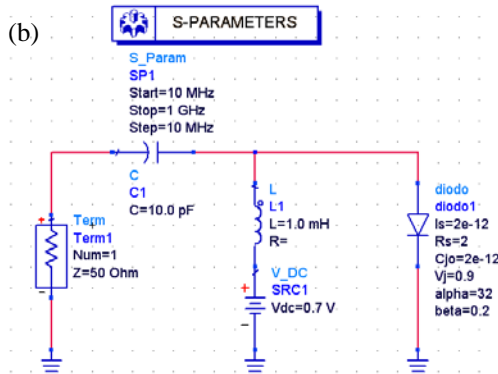 (b)
S-PARAMETERS
S_Param
SP1
Start=10 MHz
Stop=1 GHz
Step=10 MHz
C
C1
C=10.0 pF
+
Term
Term1
Num=1
Z=50 Ohm
-
L
L1
L=1.0 mH
R=
+
V_DC
SRC1
Vdc=0.7 V
-
diodo
diodo1
Is=2e-12
Rs=2
Cjo=2e-12
Vj=0.9
alpha=32
beta=0.2